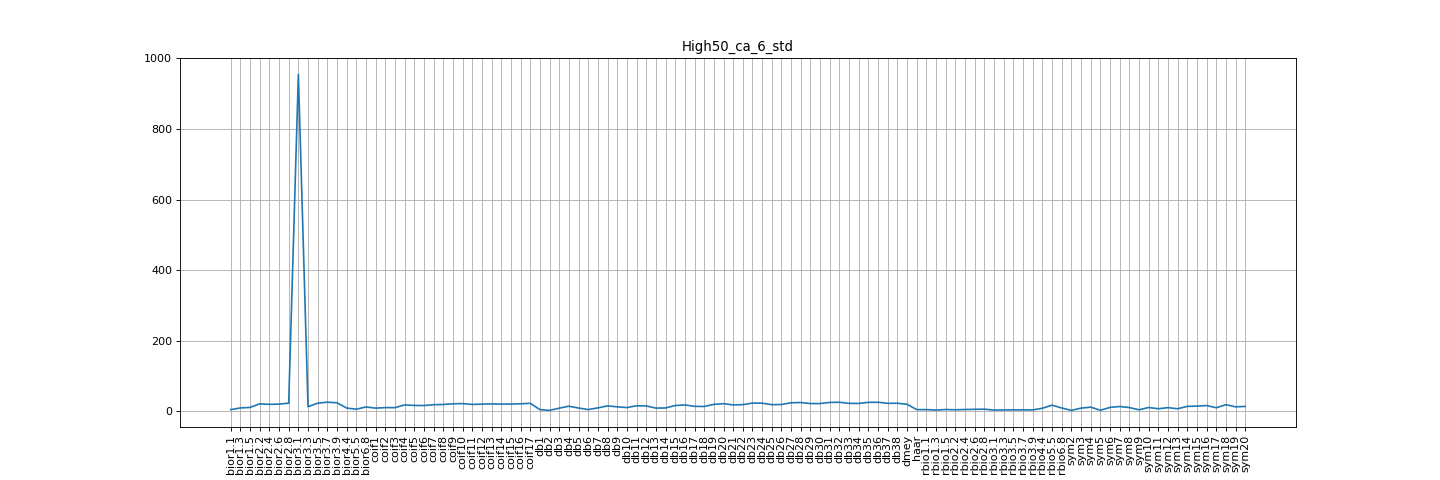 High50_ca_6_std
1000
800
600
400
200
0
bior1.1
bior1.3
bior1.5
bior2.2
bior2.4
bior2.6
bior2.8
bior3.1
bior3.3
bior3.5
bior3.7
bior3.9
bior4.4
bior5.5
bior6.8
coif1
coif2
coif3
coif4
coif5
coif6
coif7
coif8
coif9
coif10
coif11
coif12
coif13
coif14
coif15
coif16
coif17
db1
db2
db3
db4
db5
db6
db7
db8
db9
db10
db11
db12
db13
db14
db15
db16
db17
db18
db19
db20
db21
db22
db23
db24
db25
db26
db27
db28
db29
db30
db31
db32
db33
db34
db35
db36
db37
db38
dmey
haar
rbio1.1
rbio1.3
rbio1.5
rbio2.2
rbio2.4
rbio2.6
rbio2.8
rbio3.1
rbio3.3
rbio3.5
rbio3.7
rbio3.9
rbio4.4
rbio5.5
rbio6.8
sym2
sym3
sym4
sym5
sym6
sym7
sym8
sym9
sym10
sym11
sym12
sym13
sym14
sym15
sym16
sym17
sym18
sym19
sym20